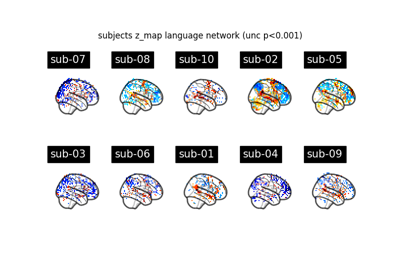 subjects z_map language network (unc p<0.001)
sub-07 sub-08 sub-10 sub-02 sub-05
sub-03 sub-06 sub-01 sub-04 sub-09